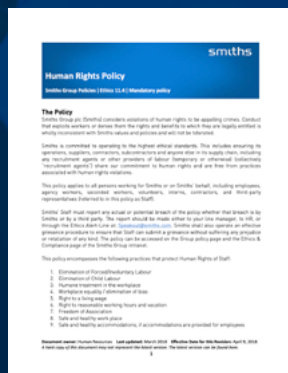 smiths
Human Rights Policy
Smiths Group Policies | Ethics 11.4 | Mandatory policy
The Policy
Smiths Group plc (Smiths) considers violations of human rights to be appalling crimes. Conduct
that exploits workers or denies them the rights and benefits to which they are legally entitled is
wholly inconsistent with Smiths values and policies and will not be tolerated.
Smiths is committed to operating to the highest ethical standards. This includes ensuring its
operations, suppliers, contractors, subcontractors and anyone else in its supply chain, including
any recruitment agents or other providers of labour (temporary or otherwise) (collectively
"recruitment agents") share our commitment to human rights and are free from practices
associated with human rights violations.
This policy applies to all persons working for Smiths or on Smiths' behalf, including employees,
agency workers, seconded workers, volunteers, interns, contractors, and third-party
representatives (referred to in this policy as Staff).
Smiths' Staff must report any actual or potential breach of the policy whether that breach is by
Smiths or by a third party. The report should be made either to your line manager, to HR, or
through the Ethics Alert-Line or Speakout@smiths.com. Smiths shall also operate an effective
grievance procedure to ensure that Staff can submit a grievance without suffering any prejudice
or retaliation of any kind. The policy can be accessed on the Group policy page and the Ethics &
Compliance page of the Smiths Group intranet.
This policy encompasses the following practices that protect Human Rights of Staff:
1. Elimination of Forced/Involuntary Labour
2. Elimination of Child Labour
3. Humane treatment in the workplace
4. Workplace equality / elimination of bias
5. Right to a living wage
6. Right to reasonable working hours and vacation
7. Freedom of Association
8. Safe and healthy work place
9. Safe and healthy accommodations, if accommodations are provided for employees
Document owner: Human Resources Last updated: March 2018 Effective Date for this Revision: April 9, 2018
A hard copy of this document may not represent the latest version. The latest version can be found here.
1